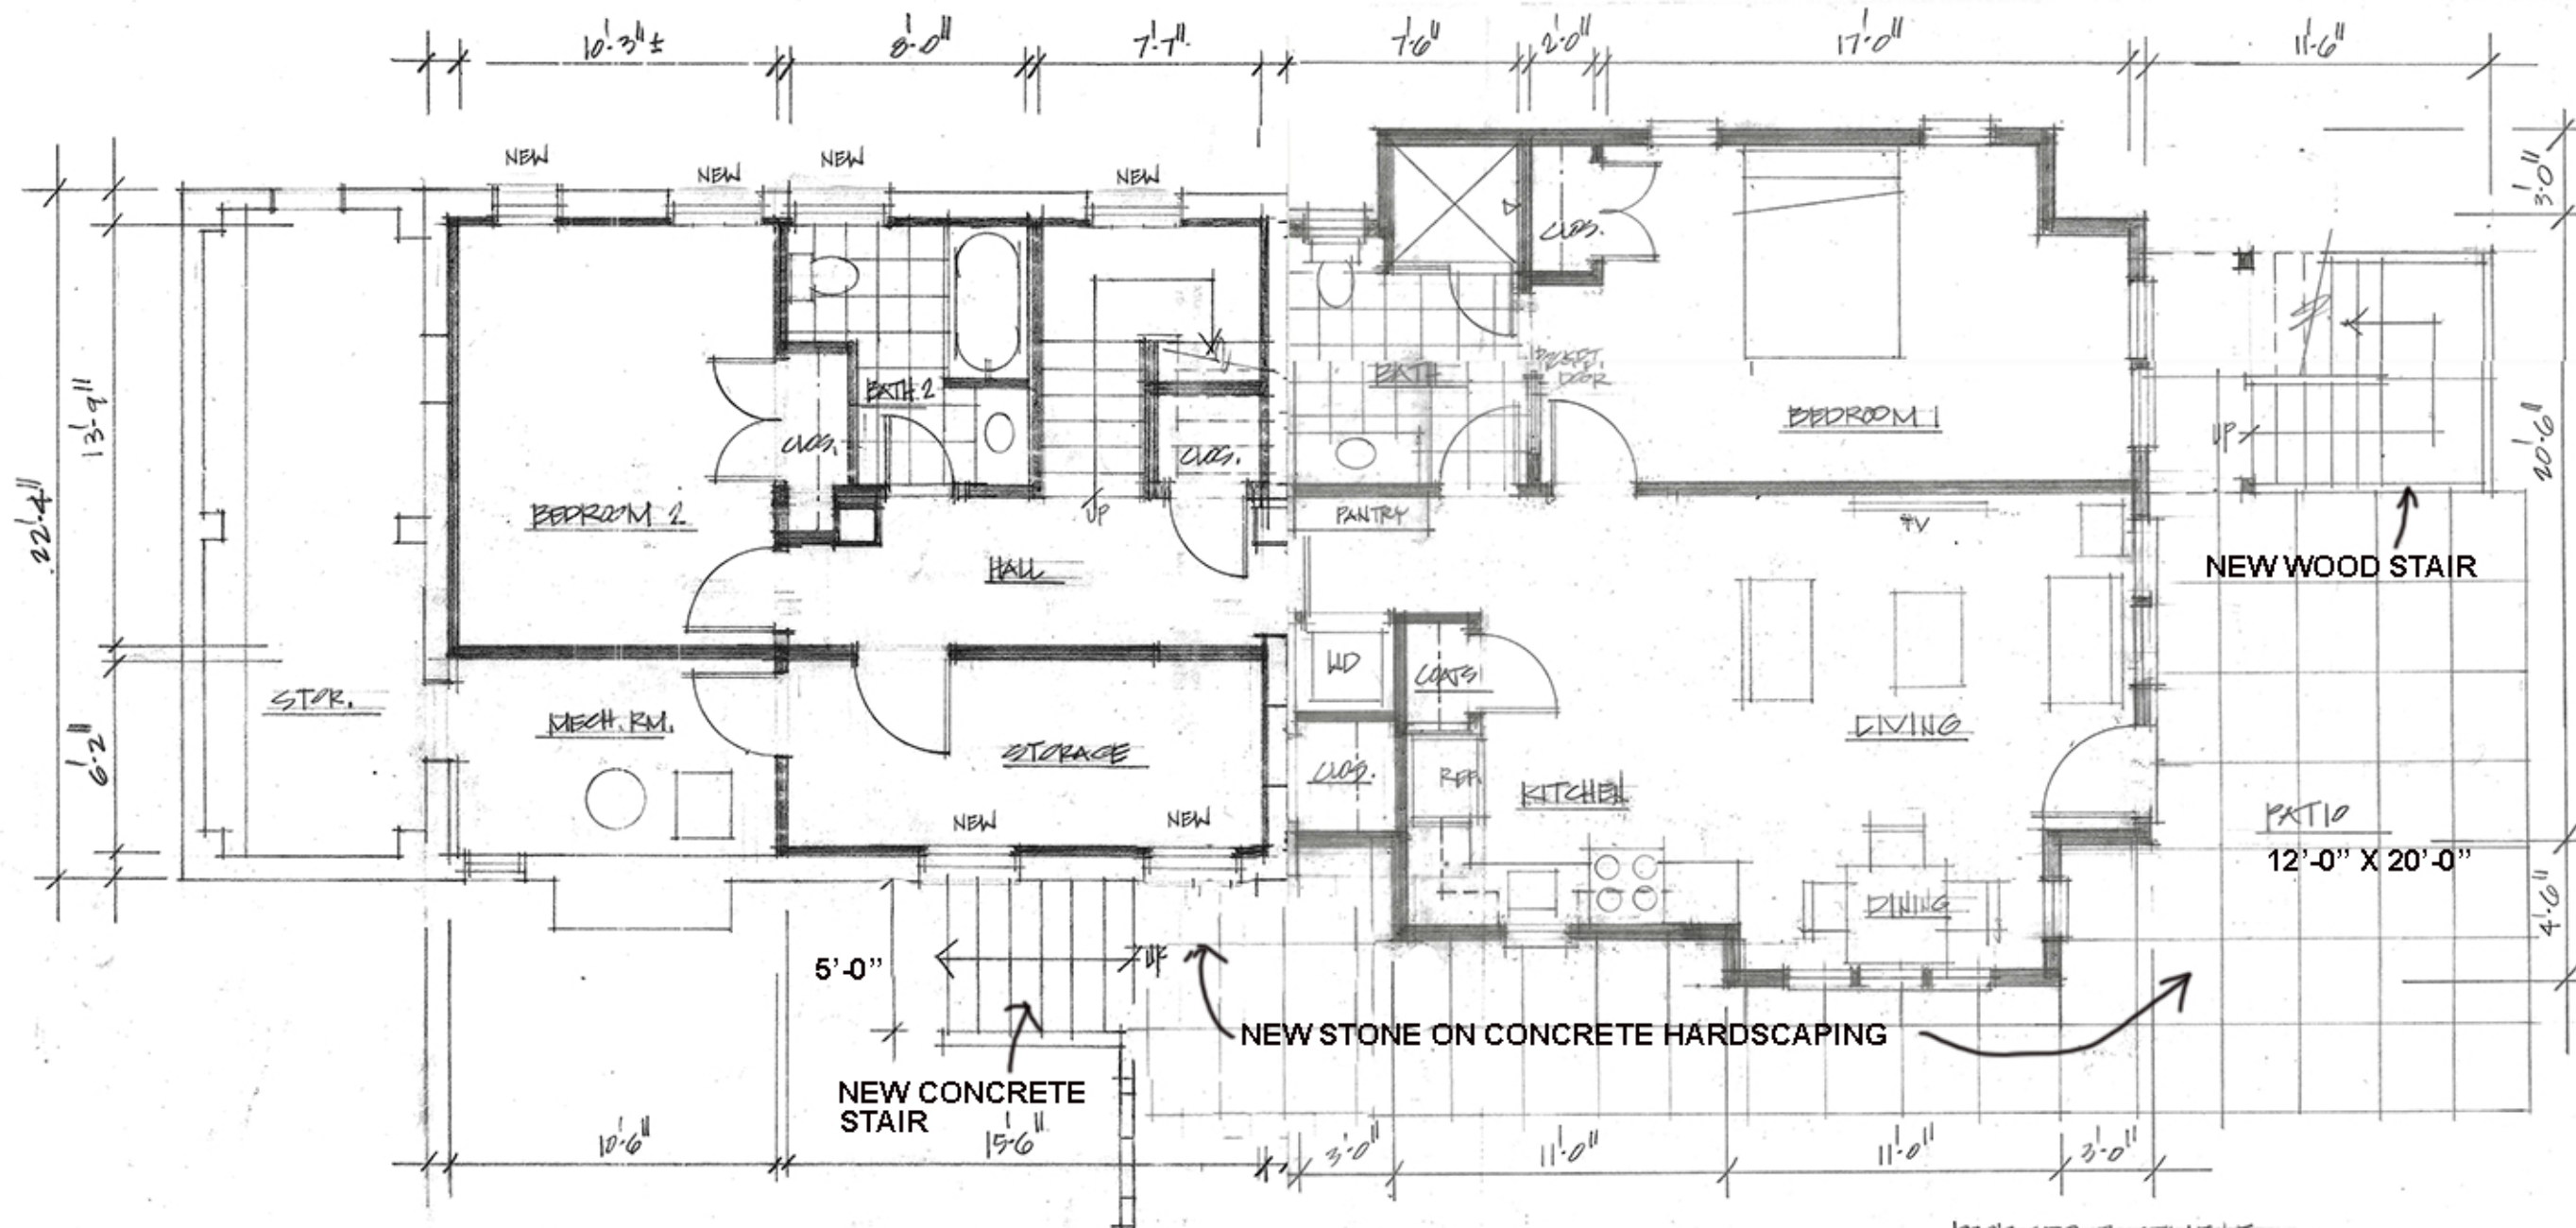 10'-3"±
8'-0"
7'-7"
7'-6"
2'-0"
17'-0"
11'-6"
NEW
NEW
NEW
NEW
3'-0"
CLOS.
BATH
POCKET
DOOR
BEDROOM 1
BATH 2
CLOS.
CLOS.
UP
UP
13'-9"
22'-4"
20'-6"
BEDROOM 2
PANTRY
TV
HALL
NEW WOOD STAIR
STOR.
MECH. RM.
STORAGE
W/D
COATS
LIVING
6'-2"
CLOS.
REF.
KITCHEN
NEW
NEW
PATIO
12'-0" X 20'-0"
DINING
4'-6"
5'-0"
UP
NEW STONE ON CONCRETE HARDSCAPING
NEW CONCRETE
STAIR
10'-6"
15'-6"
3'-0"
11'-0"
11'-0"
3'-0"